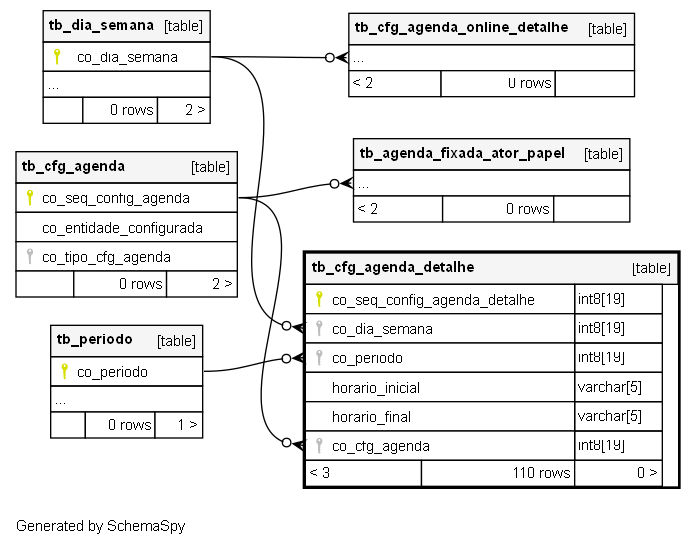 tb_dia_semana [table]
co_dia_semana
...
0 rows 2 >
tb_cfg_agenda_online_detalhe [table]
...
< 2 0 rows
tb_cfg_agenda [table]
co_seq_config_agenda
co_entidade_configurada
co_tipo_cfg_agenda
0 rows 2 >
tb_agenda_fixada_ator_papel [table]
...
< 2 0 rows
tb_periodo [table]
co_periodo
...
0 rows 1 >
tb_cfg_agenda_detalhe [table]
co_seq_config_agenda_detalhe int8[19]
co_dia_semana int8[19]
co_periodo int8[19]
horario_inicial varchar[5]
horario_final varchar[5]
co_cfg_agenda int8[19]
< 3 110 rows 0 >
Generated by SchemaSpy